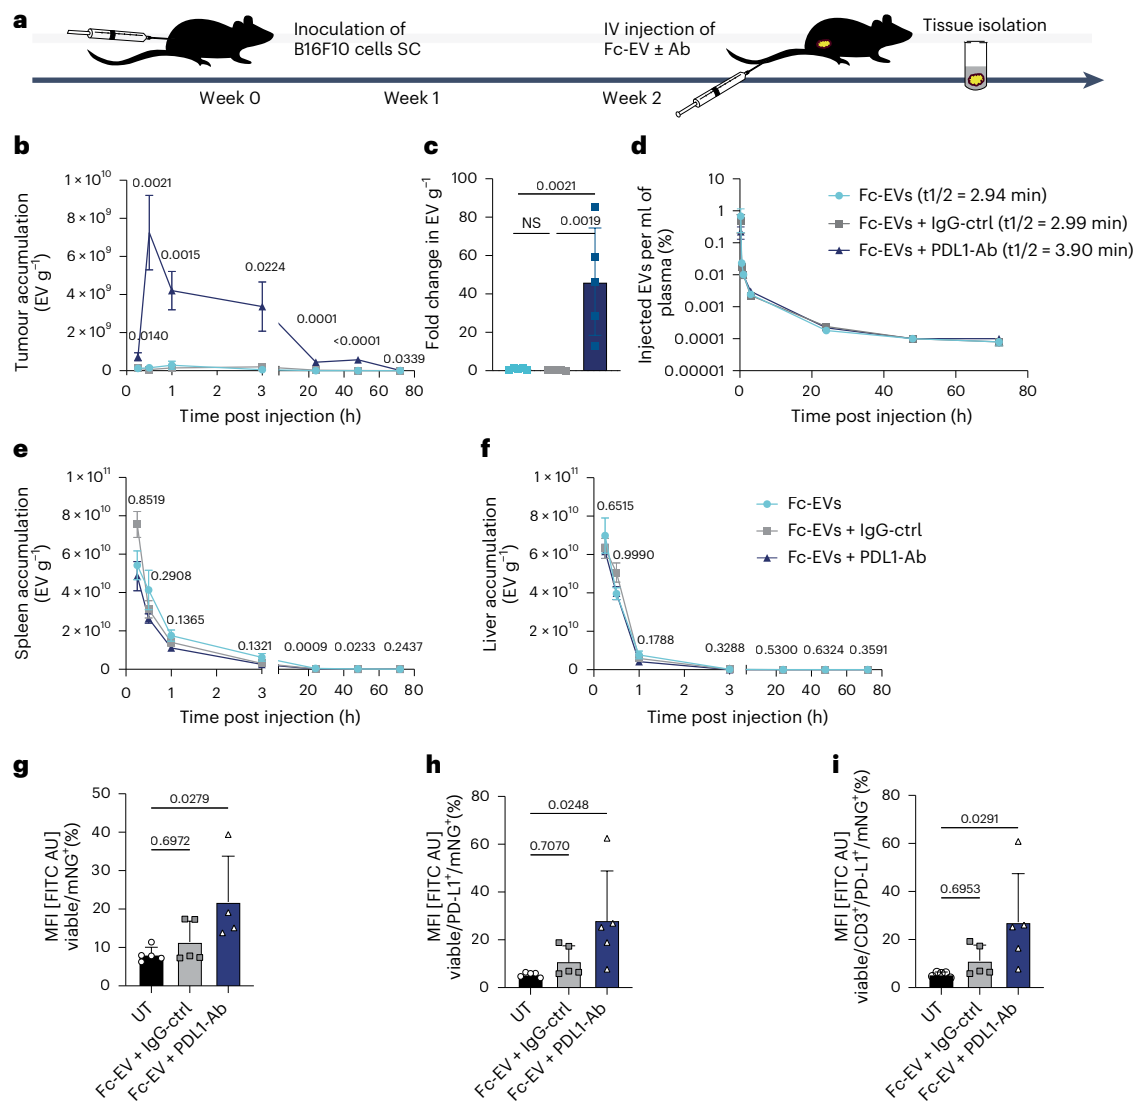 a
Inoculation of
B16F10 cells SC
IV injection of
Fc-EV ± Ab
Tissue isolation
Week 0
Week 1
Week 2
b
Tumour accumulation
(EV g⁻¹)
1 × 10¹⁰
8 × 10⁹
6 × 10⁹
4 × 10⁹
2 × 10⁹
0
0.0021
0.0015
0.0224
0.0140
0.0001
<0.0001
0.0339
0 1 2 3 20 40 60 80
Time post injection (h)
c
Fold change in EV g⁻¹
100
80
60
40
20
0
0.0021
NS
0.0019
d
Injected EVs per ml of
plasma (%)
10
1
0.1
0.01
0.001
0.0001
0.00001
0 20 40 60 80
Time post injection (h)
Fc-EVs (t1/2 = 2.94 min)
Fc-EVs + IgG-ctrl (t1/2 = 2.99 min)
Fc-EVs + PDL1-Ab (t1/2 = 3.90 min)
e
Spleen accumulation
(EV g⁻¹)
1 × 10¹¹
8 × 10¹⁰
6 × 10¹⁰
4 × 10¹⁰
2 × 10¹⁰
0
0.8519
0.2908
0.1365
0.1321
0.0009
0.0233
0.2437
0 1 2 3 20 40 60 80
Time post injection (h)
f
Liver accumulation
(EV g⁻¹)
1 × 10¹¹
8 × 10¹⁰
6 × 10¹⁰
4 × 10¹⁰
2 × 10¹⁰
0
0.6515
0.9990
0.1788
0.3288
0.5300
0.6324
0.3591
0 1 2 3 20 40 60 80
Time post injection (h)
Fc-EVs
Fc-EVs + IgG-ctrl
Fc-EVs + PDL1-Ab
g
MFI [FITC AU]
viable/mNG⁺(%)
50
40
30
20
10
0
0.0279
0.6972
UT
Fc-EV + IgG-ctrl
Fc-EV + PDL1-Ab
h
MFI [FITC AU]
viable/PD-L1⁺/mNG⁺(%)
80
60
40
20
0
0.0248
0.7070
UT
Fc-EV + IgG-ctrl
Fc-EV + PDL1-Ab
i
MFI [FITC AU]
viable/CD3⁺/PD-L1⁺/mNG⁺(%)
80
60
40
20
0
0.0291
0.6953
UT
Fc-EV + IgG-ctrl
Fc-EV + PDL1-Ab